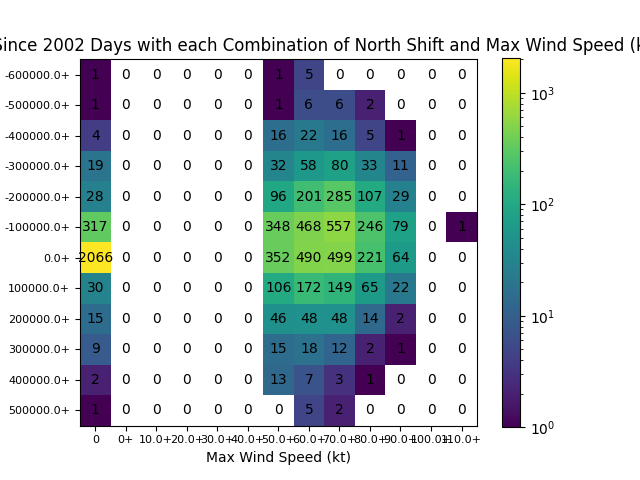 Since 2002 Days with each Combination of North Shift and Max Wind Speed (k
-600000.0+ 1 0 0 0 0 0 1 5 0 0 0 0 0
-500000.0+ 1 0 0 0 0 0 1 6 6 2 0 0 0
-400000.0+ 4 0 0 0 0 0 16 22 16 5 1 0 0
-300000.0+ 19 0 0 0 0 0 32 58 80 33 11 0 0
-200000.0+ 28 0 0 0 0 0 96 201 285 107 29 0 0
-100000.0+ 317 0 0 0 0 0 348 468 557 246 79 0 1
0.0+ 2066 0 0 0 0 0 352 490 499 221 64 0 0
100000.0+ 30 0 0 0 0 0 106 172 149 65 22 0 0
200000.0+ 15 0 0 0 0 0 46 48 48 14 2 0 0
300000.0+ 9 0 0 0 0 0 15 18 12 2 1 0 0
400000.0+ 2 0 0 0 0 0 13 7 3 1 0 0 0
500000.0+ 1 0 0 0 0 0 0 5 2 0 0 0 0
0 0+ 10.0+ 20.0+ 30.0+ 40.0+ 50.0+ 60.0+ 70.0+ 80.0+ 90.0+ 100.0+ 110.0+
Max Wind Speed (kt)
10³
10²
10¹
10⁰